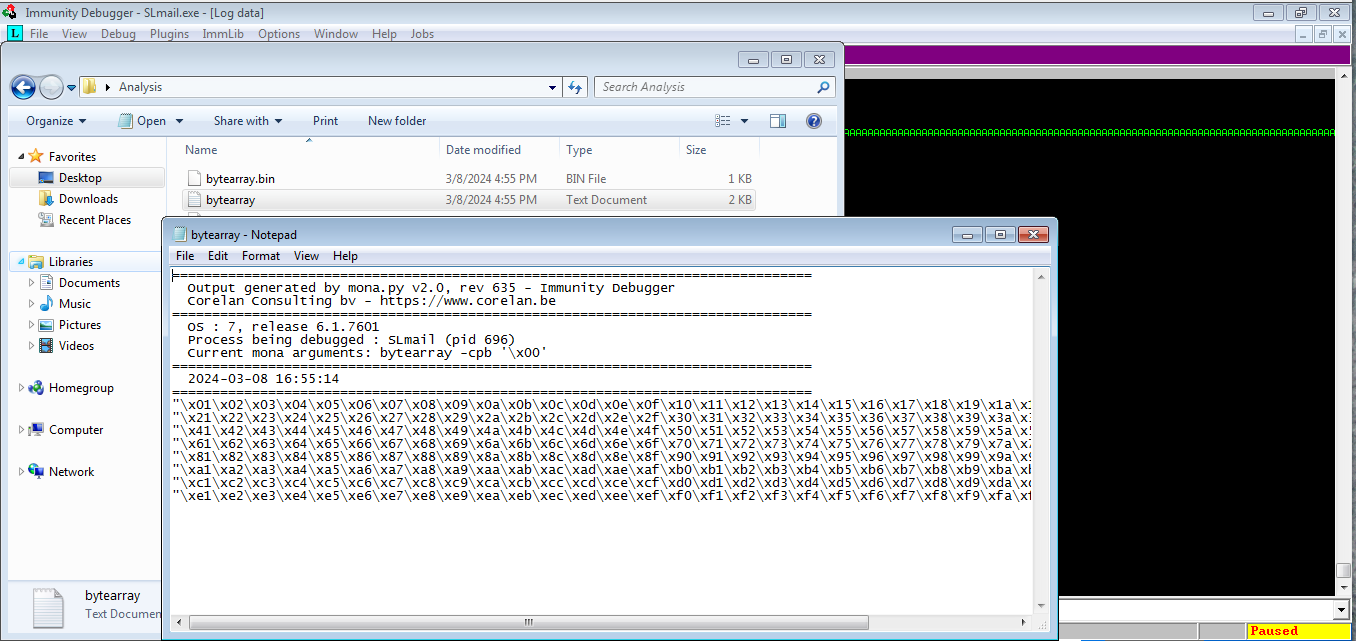 Immunity Debugger - SLmail.exe - [Log data]
L File View Debug Plugins ImmLib Options Window Help Jobs
Analysis
Search Analysis
Organize Open Share with Print New folder
Name Date modified Type Size
bytearray.bin 3/8/2024 4:55 PM BIN File 1 KB
bytearray 3/8/2024 4:55 PM Text Document 2 KB
Favorites
Desktop
Downloads
Recent Places
Libraries
Documents
Music
Pictures
Videos
Homegroup
Computer
Network
bytearray
Text Documen
bytearray - Notepad
File Edit Format View Help
================================================================================
Output generated by mona.py v2.0, rev 635 - Immunity Debugger
Corelan Consulting bv - https://www.corelan.be
================================================================================
OS : 7, release 6.1.7601
Process being debugged : SLmail (pid 696)
Current mona arguments: bytearray -cpb '\x00'
================================================================================
2024-03-08 16:55:14
================================================================================
"\x01\x02\x03\x04\x05\x06\x07\x08\x09\x0a\x0b\x0c\x0d\x0e\x0f\x10\x11\x12\x13\x14\x15\x16\x17\x18\x19\x1a\x1
"\x21\x22\x23\x24\x25\x26\x27\x28\x29\x2a\x2b\x2c\x2d\x2e\x2f\x30\x31\x32\x33\x34\x35\x36\x37\x38\x39\x3a\x3
"\x41\x42\x43\x44\x45\x46\x47\x48\x49\x4a\x4b\x4c\x4d\x4e\x4f\x50\x51\x52\x53\x54\x55\x56\x57\x58\x59\x5a\x5
"\x61\x62\x63\x64\x65\x66\x67\x68\x69\x6a\x6b\x6c\x6d\x6e\x6f\x70\x71\x72\x73\x74\x75\x76\x77\x78\x79\x7a\x7
"\x81\x82\x83\x84\x85\x86\x87\x88\x89\x8a\x8b\x8c\x8d\x8e\x8f\x90\x91\x92\x93\x94\x95\x96\x97\x98\x99\x9a\x9
"\xa1\xa2\xa3\xa4\xa5\xa6\xa7\xa8\xa9\xaa\xab\xac\xad\xae\xaf\xb0\xb1\xb2\xb3\xb4\xb5\xb6\xb7\xb8\xb9\xba\xb
"\xc1\xc2\xc3\xc4\xc5\xc6\xc7\xc8\xc9\xca\xcb\xcc\xcd\xce\xcf\xd0\xd1\xd2\xd3\xd4\xd5\xd6\xd7\xd8\xd9\xda\xd
"\xe1\xe2\xe3\xe4\xe5\xe6\xe7\xe8\xe9\xea\xeb\xec\xed\xee\xef\xf0\xf1\xf2\xf3\xf4\xf5\xf6\xf7\xf8\xf9\xfa\xf
Paused